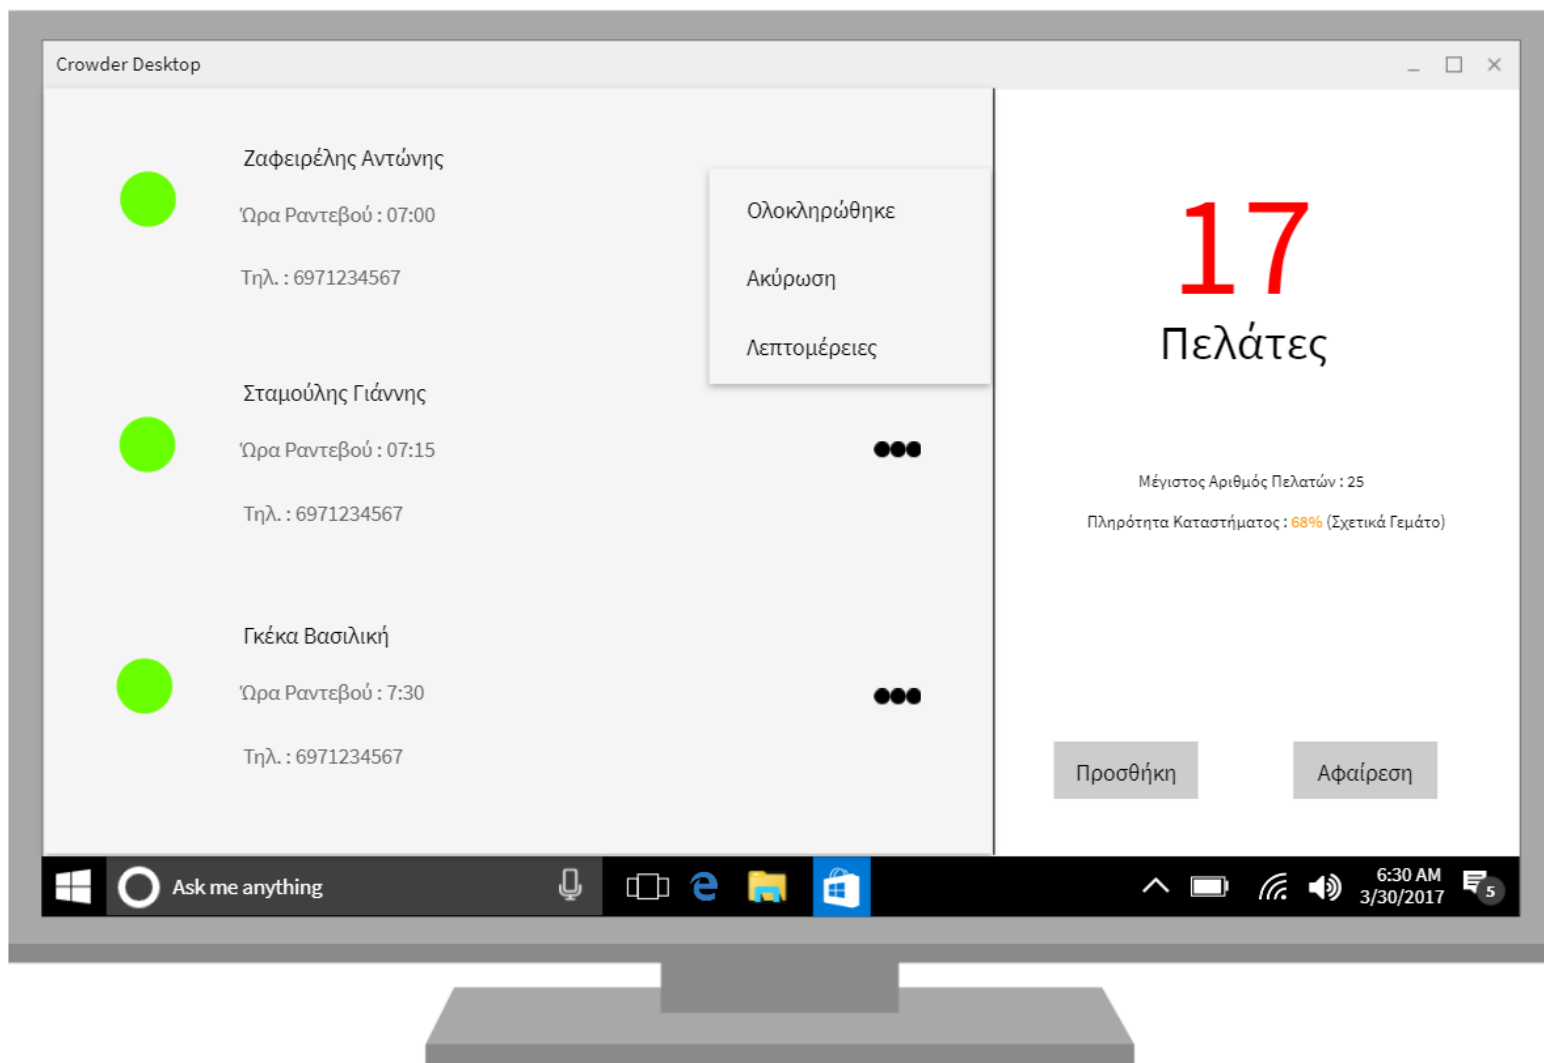 Crowder Desktop
Ζαφειρέλης Αντώνης
Ώρα Ραντεβού : 07:00
Τηλ. : 6971234567
Ολοκληρώθηκε
Ακύρωση
Λεπτομέρειες
Σταμούλης Γιάννης
Ώρα Ραντεβού : 07:15
Τηλ. : 6971234567
Γκέκα Βασιλική
Ώρα Ραντεβού : 7:30
Τηλ. : 6971234567
17
Πελάτες
Μέγιστος Αριθμός Πελατών : 25
Πληρότητα Καταστήματος : 68% (Σχετικά Γεμάτο)
Προσθήκη
Αφαίρεση
Ask me anything
6:30 AM
3/30/2017
5